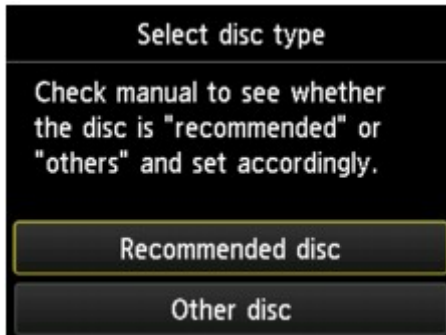 Select disc type
Check manual to see whether
the disc is "recommended" or
"others" and set accordingly.
Recommended disc
Other disc